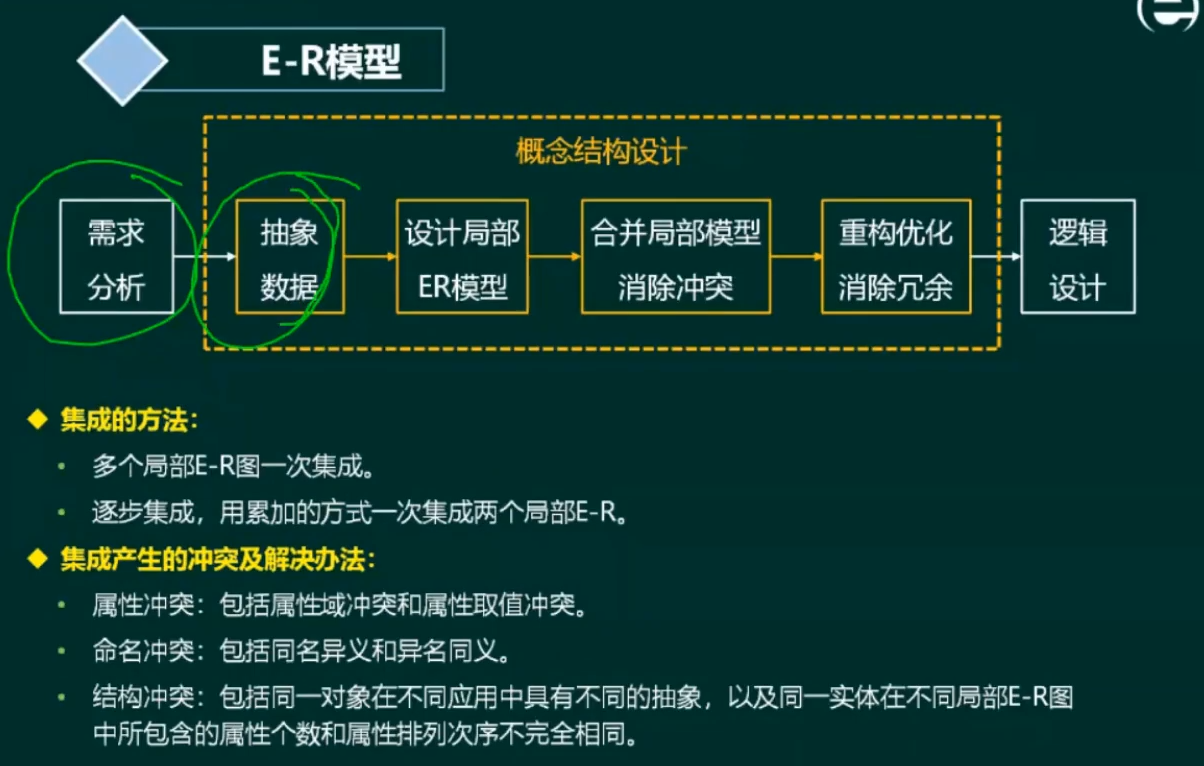 E-R模型
概念结构设计
需求
分析
抽象
数据
设计局部
ER模型
合并局部模型
消除冲突
重构优化
消除冗余
逻辑
设计
集成的方法：
多个局部E-R图一次集成。
逐步集成，用累加的方式一次集成两个局部E-R。
集成产生的冲突及解决办法：
属性冲突：包括属性域冲突和属性取值冲突。
命名冲突：包括同名异义和异名同义。
结构冲突：包括同一对象在不同应用中具有不同的抽象，以及同一实体在不同局部E-R图
中所包含的属性个数和属性排列次序不完全相同。